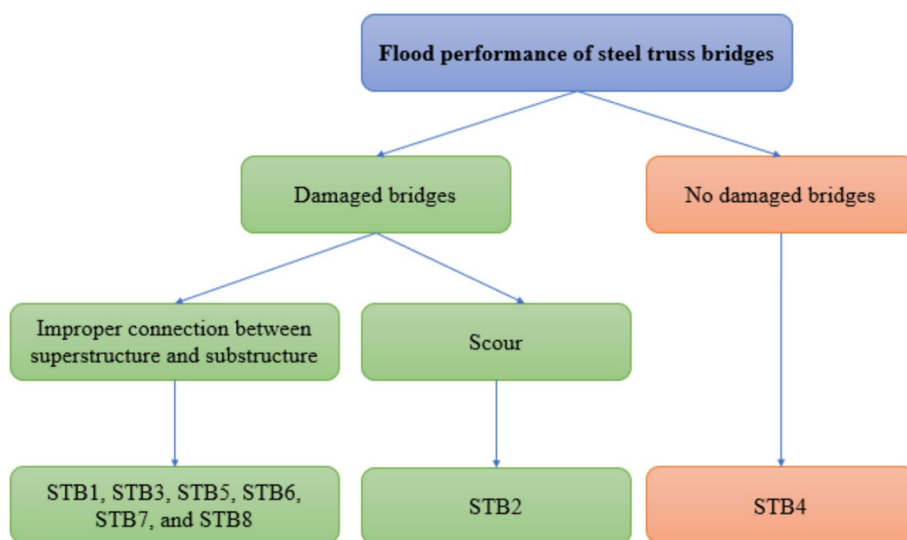 Flood performance of steel truss bridges
Damaged bridges
No damaged bridges
Improper connection between
superstructure and substructure
Scour
STB1, STB3, STB5, STB6,
STB7, and STB8
STB2
STB4